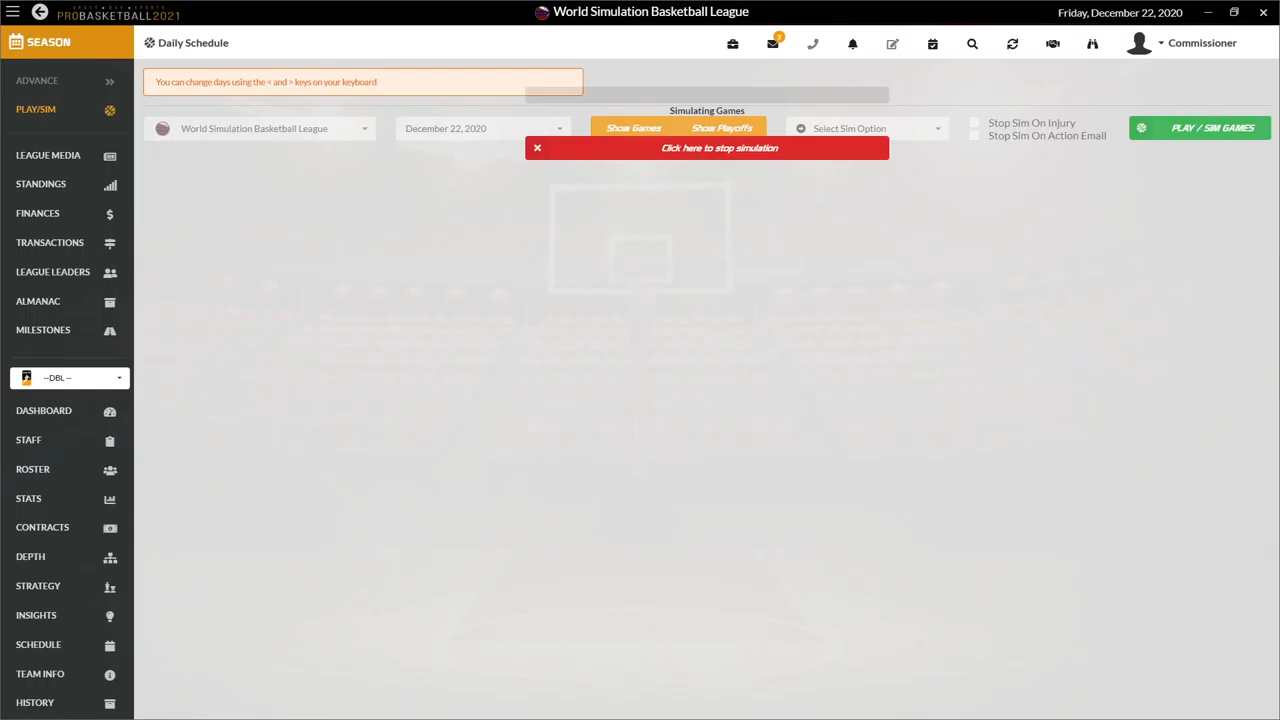 DRAFT • DAY • SPORTS
PROBASKETBALL2021
World Simulation Basketball League
Friday, December 22, 2020
SEASON
Daily Schedule
3
Commissioner
ADVANCE
PLAY/SIM
You can change days using the < and > keys on your keyboard
Simulating Games
World Simulation Basketball League
December 22, 2020
Show Games
Show Playoffs
Select Sim Option
Stop Sim On Injury
Stop Sim On Action Email
PLAY / SIM GAMES
Click here to stop simulation
LEAGUE MEDIA
STANDINGS
FINANCES
TRANSACTIONS
LEAGUE LEADERS
ALMANAC
MILESTONES
--DBL --
DASHBOARD
STAFF
ROSTER
STATS
CONTRACTS
DEPTH
STRATEGY
INSIGHTS
SCHEDULE
TEAM INFO
HISTORY